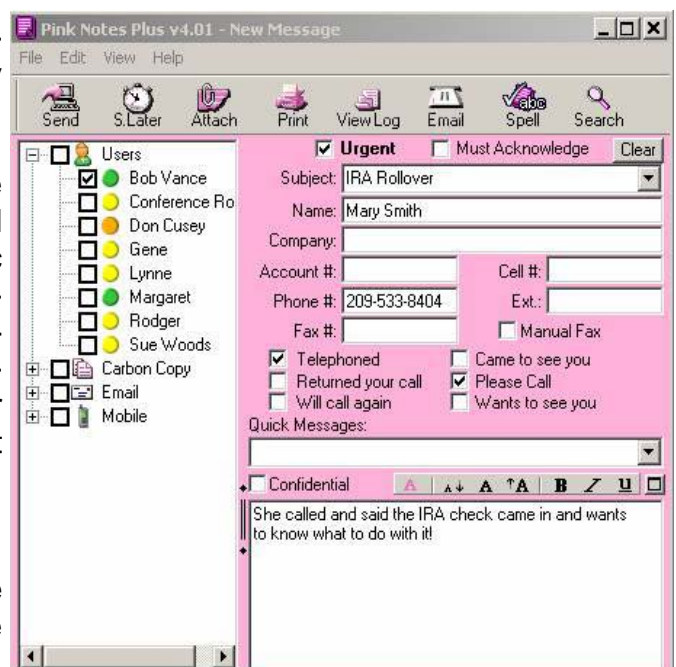 Pink Notes Plus v4.01 - New Message
File Edit View Help
Send S.Later Attach Print View Log Email Spell Search
Users
Bob Vance
Conference Ro
Don Cusey
Gene
Lynne
Margaret
Rodger
Sue Woods
Carbon Copy
Email
Mobile
Urgent Must Acknowledge Clear
Subject: IRA Rollover
Name: Mary Smith
Company:
Account #: Cell #:
Phone #: 209-533-8404 Ext.:
Fax #: Manual Fax
Telephoned Came to see you
Returned your call Please Call
Will call again Wants to see you
Quick Messages:
Confidential A A A A B I U
She called and said the IRA check came in and wants
to know what to do with it!